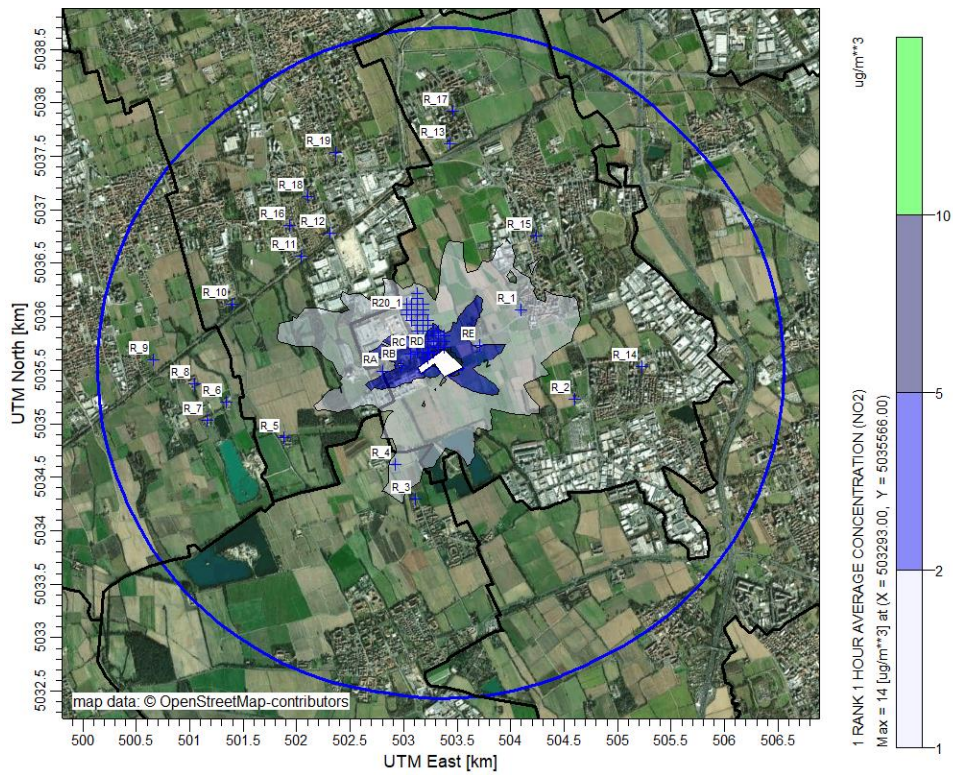 ug/m**3
5038.5
5038
5037.5
5037
5036.5
5036
5035.5
5035
5034.5
5034
5033.5
5033
5032.5
UTM North [km]
R_17
R_13
R_19
R_18
R_16
R_12
R_11
R_15
R_10
R20_1
R_1
RC
RD
RE
RB
RA
R_9
R_8
R_6
R_7
R_14
R_2
R_5
R_4
R_3
map data: © OpenStreetMap-contributors
500
500.5
501
501.5
502
502.5
503
503.5
504
504.5
505
505.5
506
506.5
UTM East [km]
10
5
2
1
1 RANK 1 HOUR AVERAGE CONCENTRATION (NO2)
Max = 14 [ug/m**3] at (X = 503293.00, Y = 5035566.00)